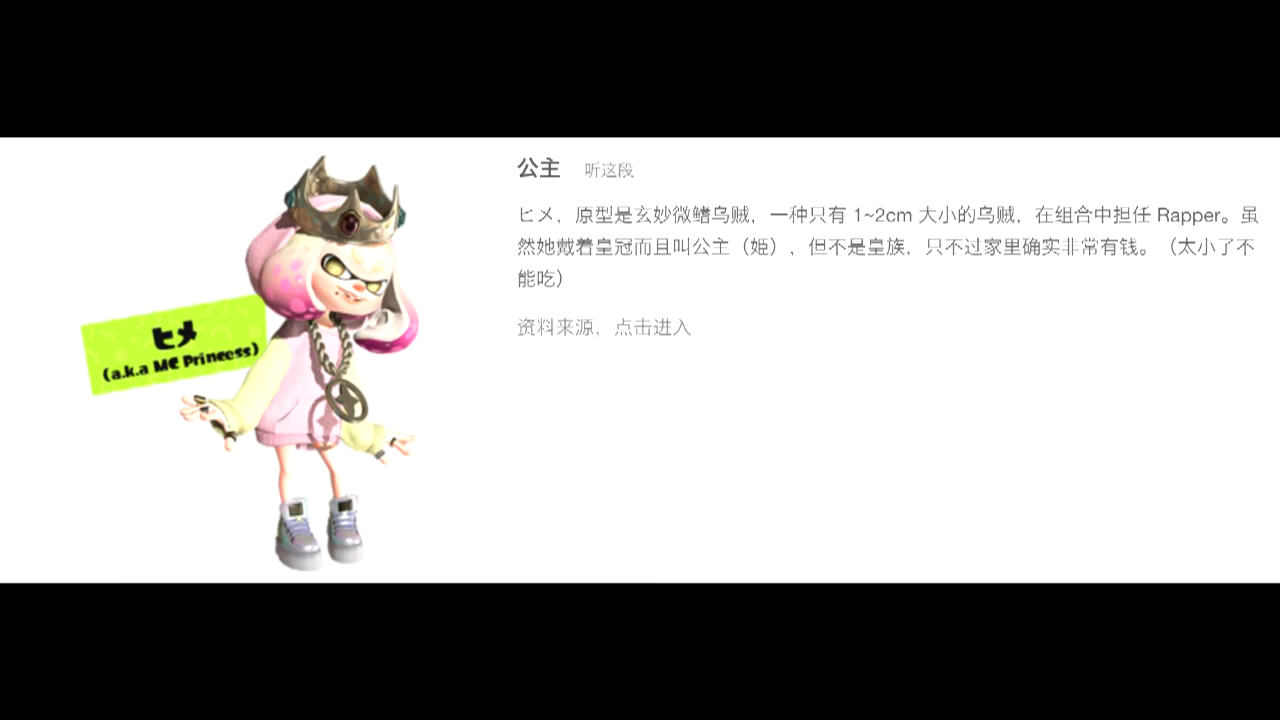 公主 听这段
ヒメ，原型是玄妙微鳍乌贼，一种只有 1~2cm 大小的乌贼，在组合中担任 Rapper。虽
然她戴着皇冠而且叫公主（姫），但不是皇族，只不过家里确实非常有钱。（太小了不
能吃）
资料来源，点击进入
ヒメ
(a.k.a MC Princess)